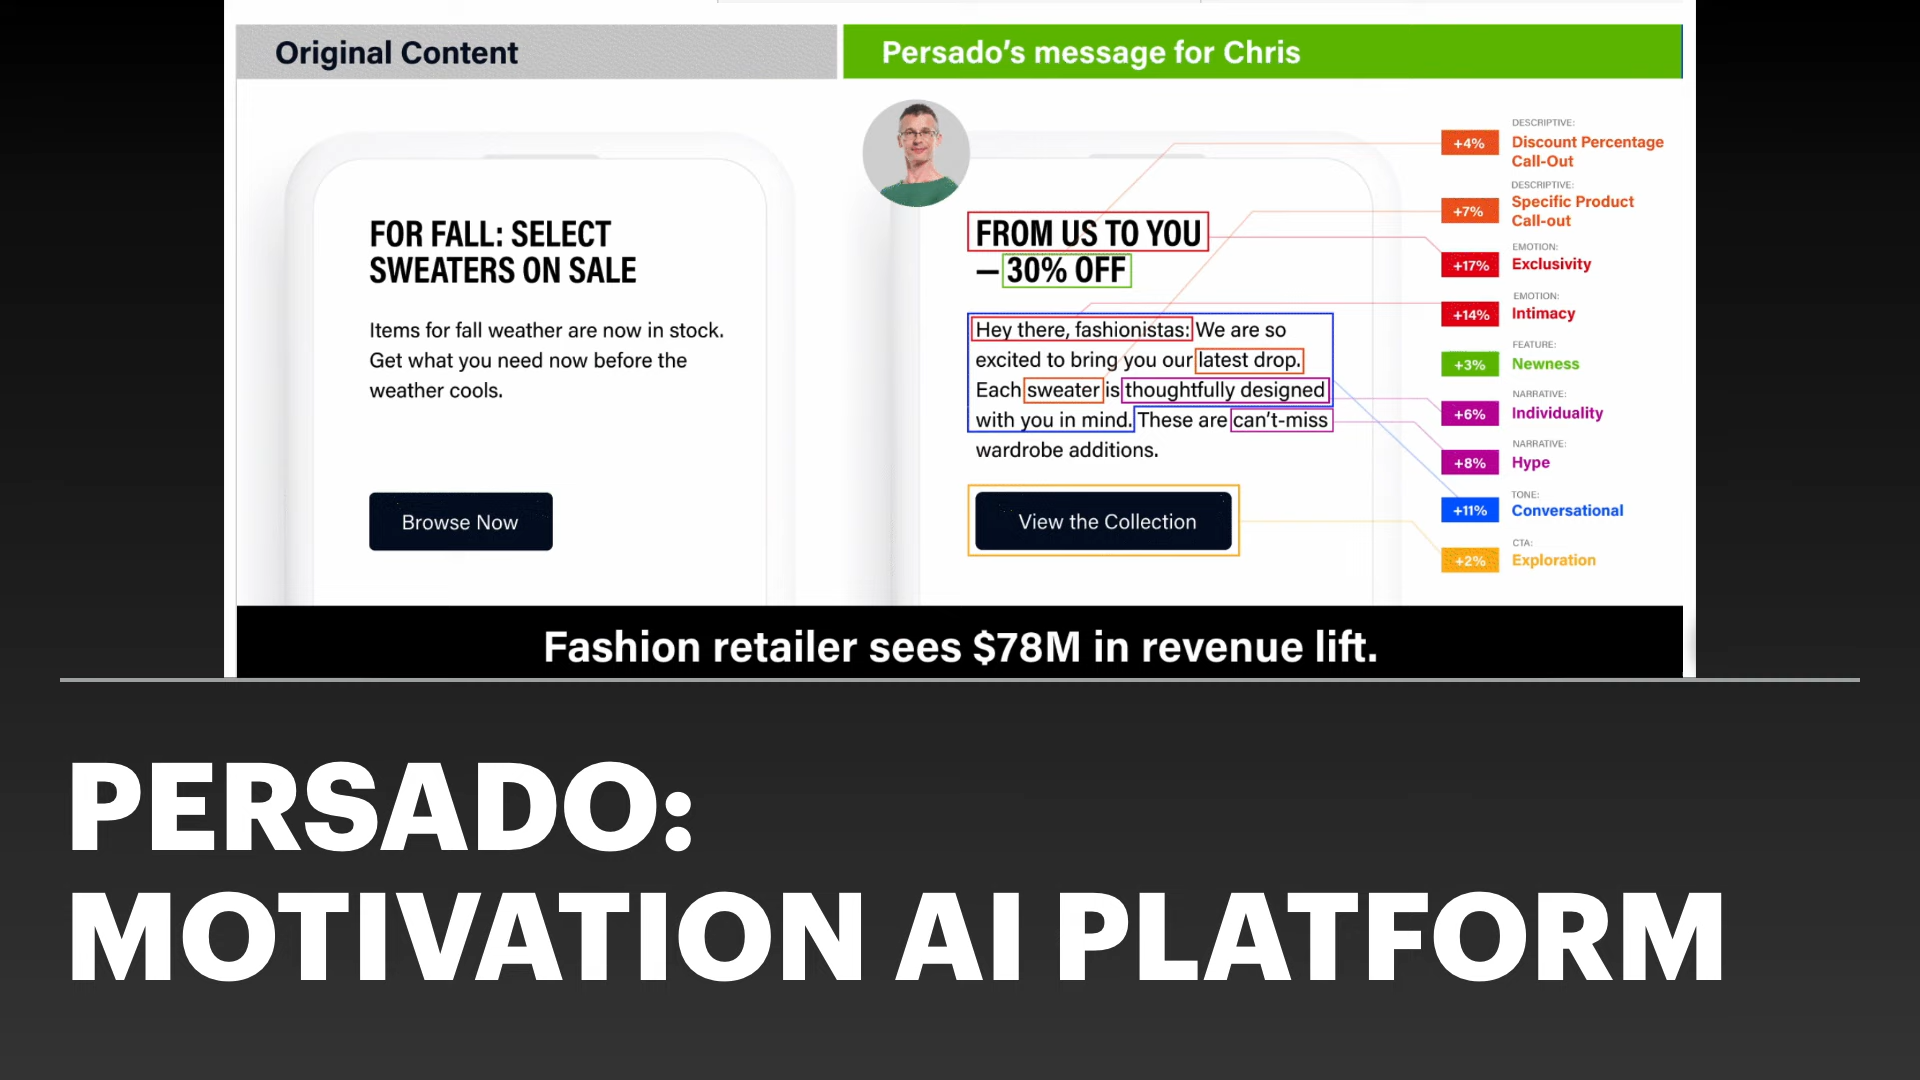 Original Content
Persado’s message for Chris
FOR FALL: SELECT
SWEATERS ON SALE
Items for fall weather are now in stock.
Get what you need now before the
weather cools.
Browse Now
FROM US TO YOU
– 30% OFF
Hey there, fashionistas: We are so
excited to bring you our latest drop.
Each sweater is thoughtfully designed
with you in mind. These are can’t-miss
wardrobe additions.
View the Collection
DESCRIPTIVE:
+4% Discount Percentage
Call-Out
DESCRIPTIVE:
+7% Specific Product
Call-out
EMOTION:
+17% Exclusivity
EMOTION:
+14% Intimacy
FEATURE:
+3% Newness
NARRATIVE:
+6% Individuality
NARRATIVE:
+8% Hype
TONE:
+11% Conversational
CTA:
+2% Exploration
Fashion retailer sees $78M in revenue lift.
PERSADO:
MOTIVATION AI PLATFORM